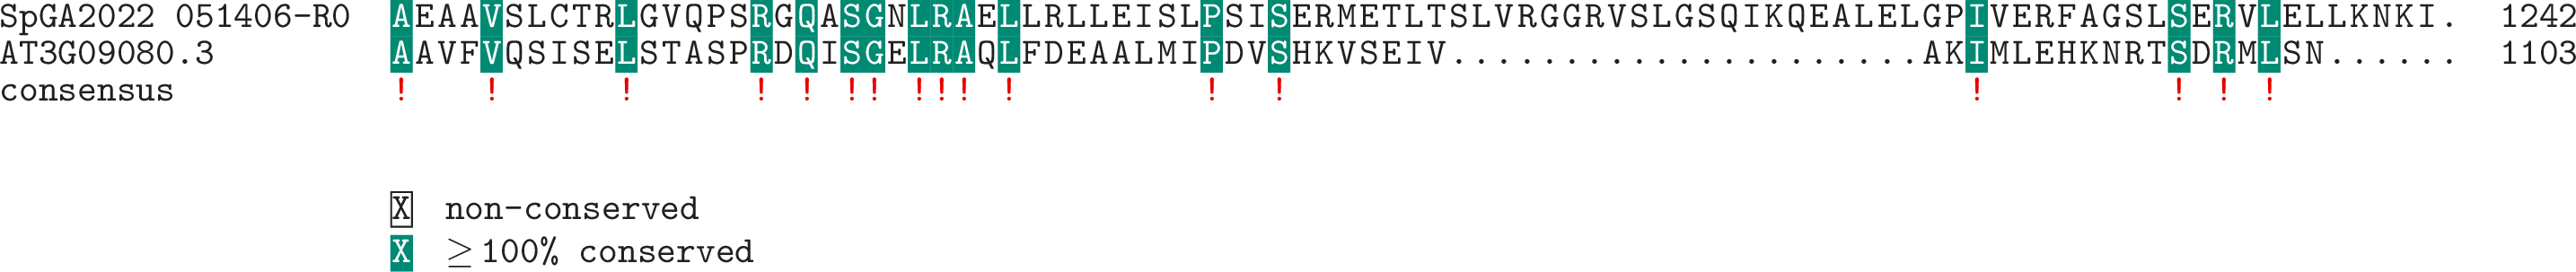 SpGA2022 051406-R0 AEAAVSLCTRLGVQPSRGQASGNLRAELLRLLEISLPSISERMETLTSLVRGGRVSLGSQIKQEALELGPIVERFAGSLSERVLELLKNKI. 1242
AT3G09080.3 AAVFVQSISELSTASPRDQISGELRAQLFDEAALMIPDVSHKVSEIV.....................AKIMLEHKNRTSDRMLSN...... 1103
consensus ! ! ! ! ! ! ! ! ! ! ! ! ! ! ! ! !
X non-conserved
X ≥100% conserved